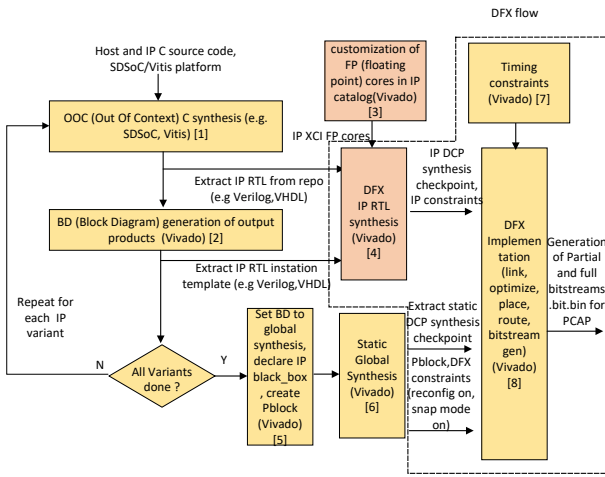 DFX flow
Host and IP C source code,
SDSoC/Vitis platform
customization of
FP (floating
point) cores in IP
catalog(Vivado)
[3]
Timing
constraints
(Vivado) [7]
OOC (Out Of Context) C synthesis (e.g.
SDSoC, Vitis) [1]
IP XCI FP cores
Extract IP RTL from repo
(e.g Verilog,VHDL)
DFX
IP RTL
synthesis
(Vivado)
[4]
IP DCP
synthesis
checkpoint,
IP constraints
BD (Block Diagram) generation of output
products (Vivado) [2]
Extract IP RTL instation
template (e.g Verilog,VHDL)
DFX
Implemen
tation
(link,
optimize,
place,
route,
bitstream
gen)
(Vivado)
[8]
Generation
of Partial
and full
bitstreams
.bit.bin for
PCAP
Repeat for
each IP
variant
N
All Variants
done ?
Y
Set BD to
global
synthesis,
declare IP
black_box
, create
Pblock
(Vivado)
[5]
Static
Global
Synthesis
(Vivado)
[6]
Extract static
DCP synthesis
checkpoint
Pblock,DFX
constraints
(reconfig on,
snap mode
on)